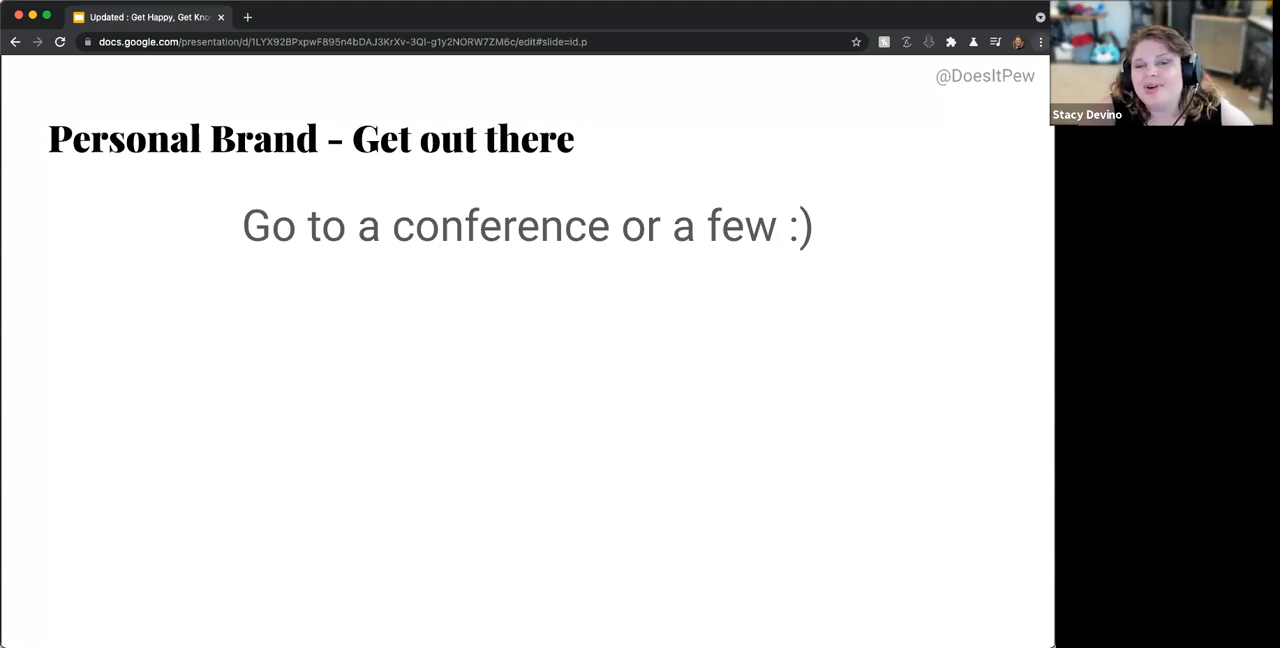 Updated : Get Happy, Get Kno
docs.google.com/presentation/d/1LYX92BPxpwF895n4bDAJ3KrXv-3Ql-g1y2NORW7ZM6c/edit#slide=id.p
@DoesItPew
Stacy Devino
Personal Brand - Get out there
Go to a conference or a few :)